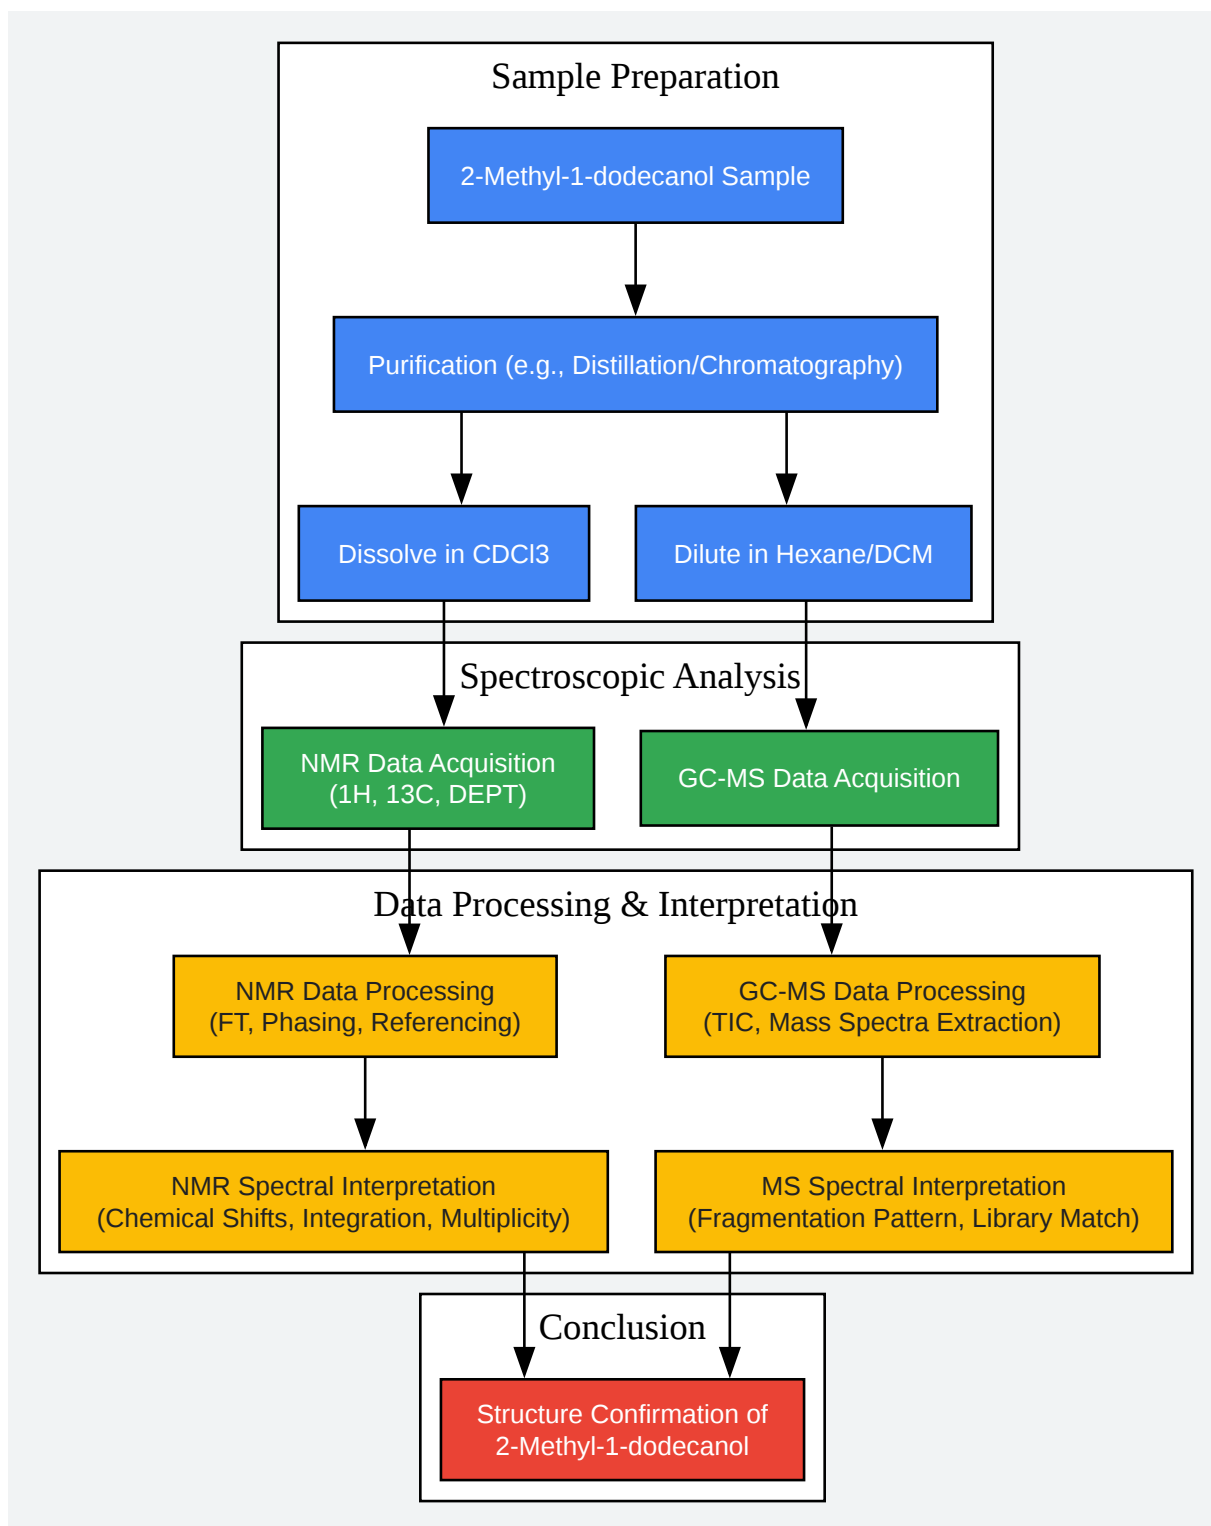 Sample Preparation
2-Methyl-1-dodecanol Sample
Purification (e.g., Distillation/Chromatography)
Dissolve in CDCl3
Dilute in Hexane/DCM
Spectroscopic Analysis
NMR Data Acquisition
(1H, 13C, DEPT)
GC-MS Data Acquisition
Data Processing & Interpretation
NMR Data Processing
(FT, Phasing, Referencing)
GC-MS Data Processing
(TIC, Mass Spectra Extraction)
NMR Spectral Interpretation
(Chemical Shifts, Integration, Multiplicity)
MS Spectral Interpretation
(Fragmentation Pattern, Library Match)
Conclusion
Structure Confirmation of
2-Methyl-1-dodecanol